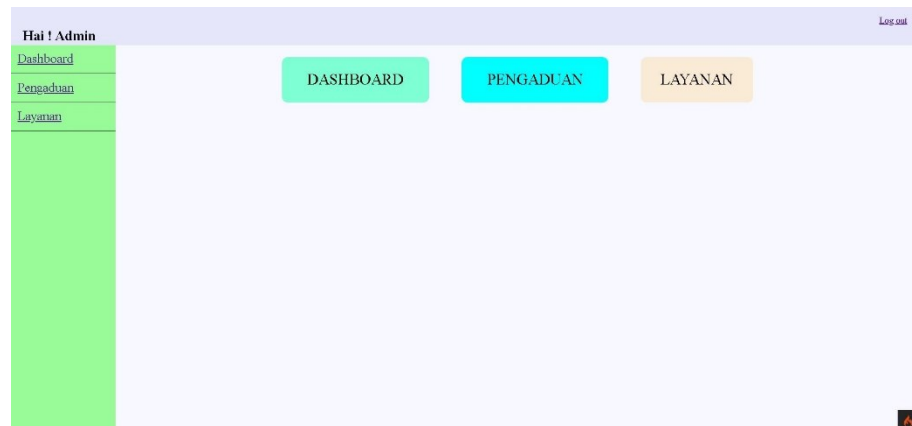 Log out
Hai ! Admin
Dashboard
Pengaduan
Layanan
DASHBOARD PENGADUAN LAYANAN